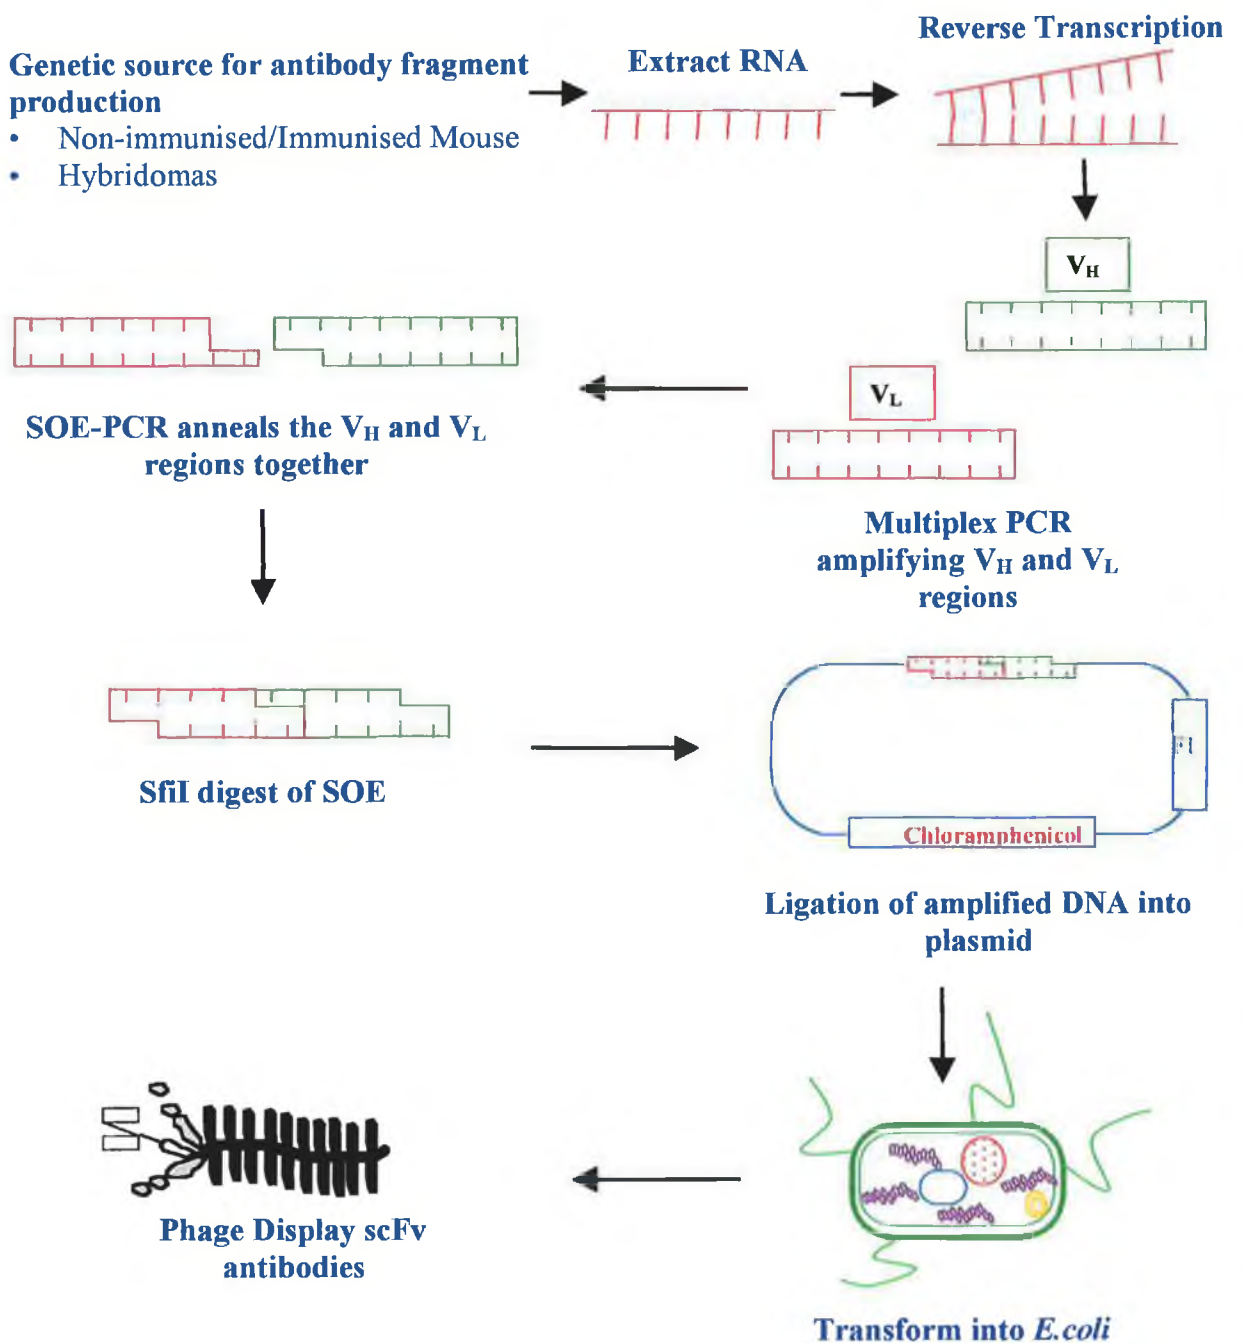 Genetic source for antibody fragment
production
• Non-immunised/Immunised Mouse
• Hybridomas
Extract RNA
Reverse Transcription
VH
VL
Multiplex PCR
amplifying VH and VL
regions
SOE-PCR anneals the VH and VL
regions together
SfiI digest of SOE
Chloramphenicol
Ligation of amplified DNA into
plasmid
Transform into E.coli
Phage Display scFv
antibodies